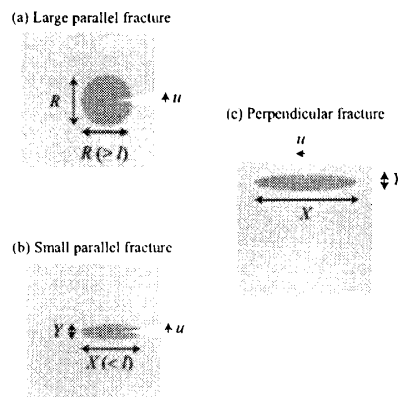 (a) Large parallel fracture
R
u
R (> l)
(c) Perpendicular fracture
u
Y
X
(b) Small parallel fracture
Y
u
X (< l)